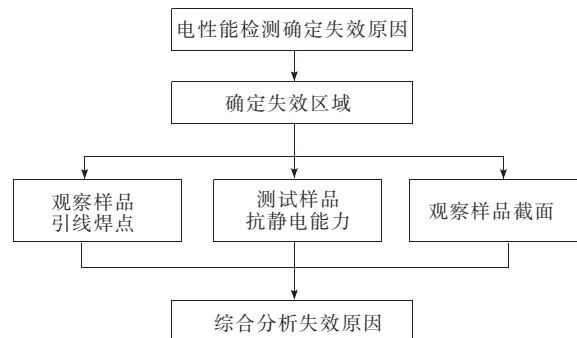 电性能检测确定失效原因
确定失效区域
观察样品
引线焊点
测试样品
抗静电能力
观察样品截面
综合分析失效原因